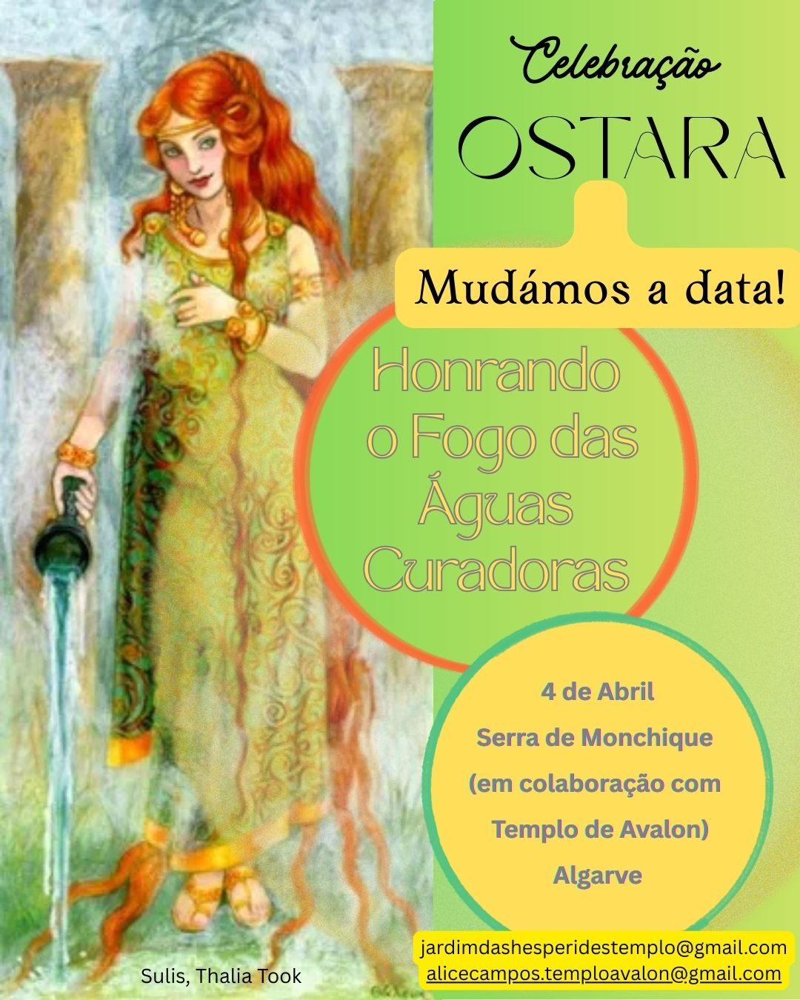 Celebração
OSTARA
Mudámos a data!
Honrando
o Fogo das
Águas
Curadoras
4 de Abril
Serra de Monchique
(em colaboração com
Templo de Avalon)
Algarve
jardimdashesperidestemplo@gmail.com
alicecampos.temploavalon@gmail.com
Sulis, Thalia Took